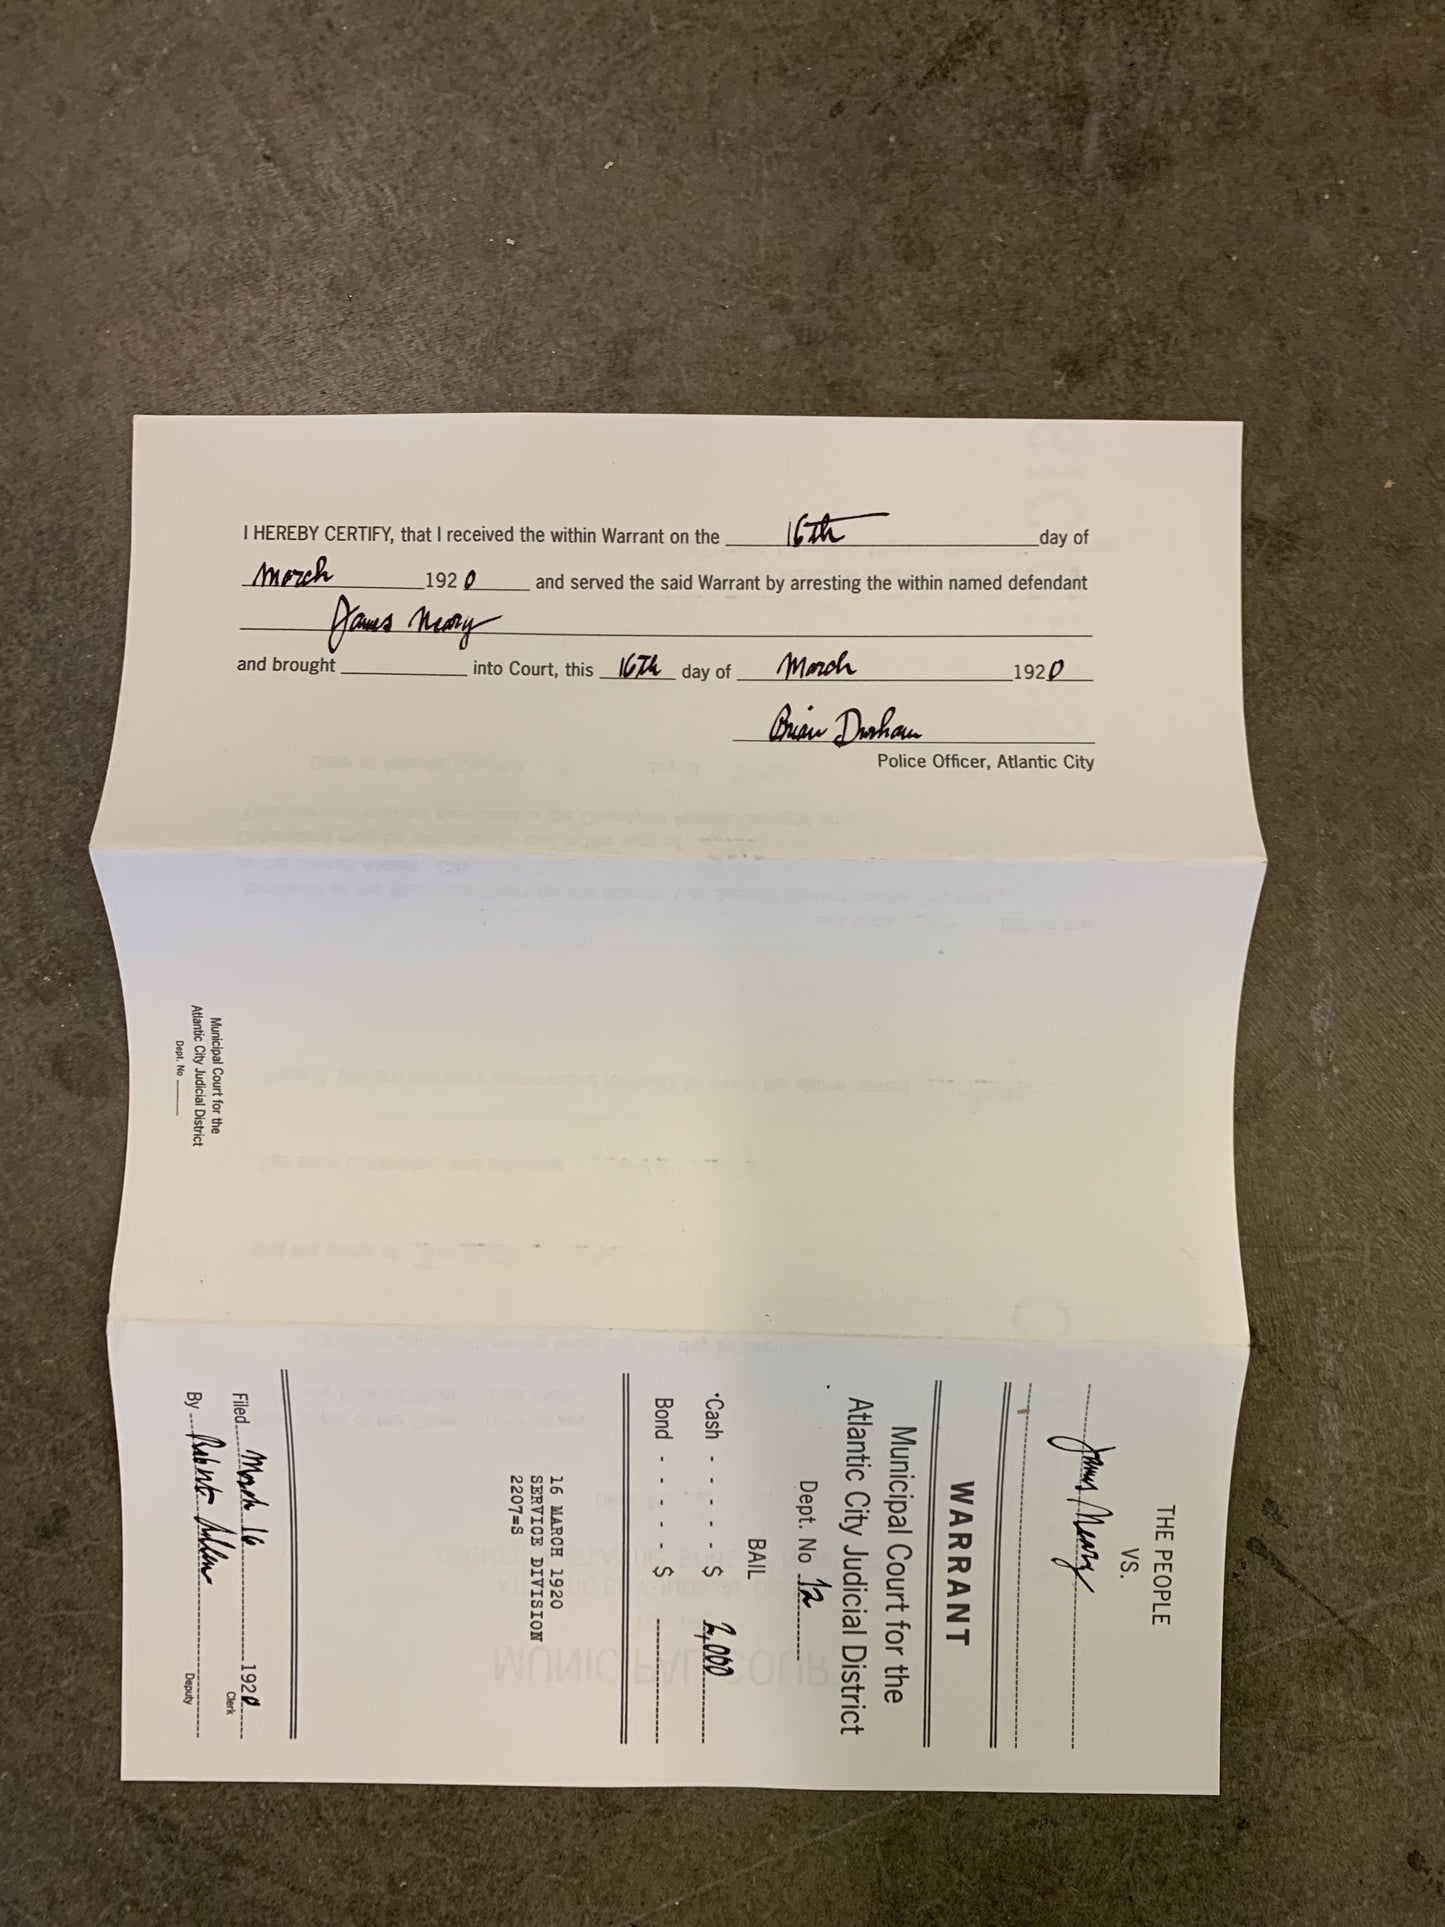 I HEREBY CERTIFY, that I received the within Warrant on the 16th day of
March 1920 and served the said Warrant by arresting the within named defendant
James Neary
and brought into Court, this 16th day of March 1920
Brian Durham
Police Officer, Atlantic City
Municipal Court for the
Atlantic City Judicial District
Dept. No
THE PEOPLE
VS.
James Neary
WARRANT
Municipal Court for the
Atlantic City Judicial District
Dept. No 12
BAIL
Cash - - - - $ 2,000
Bond - - - - $
16 MARCH 1920
SERVICE DIVISION
2207=S
Filed March 16 1920
Clerk
By
Deputy